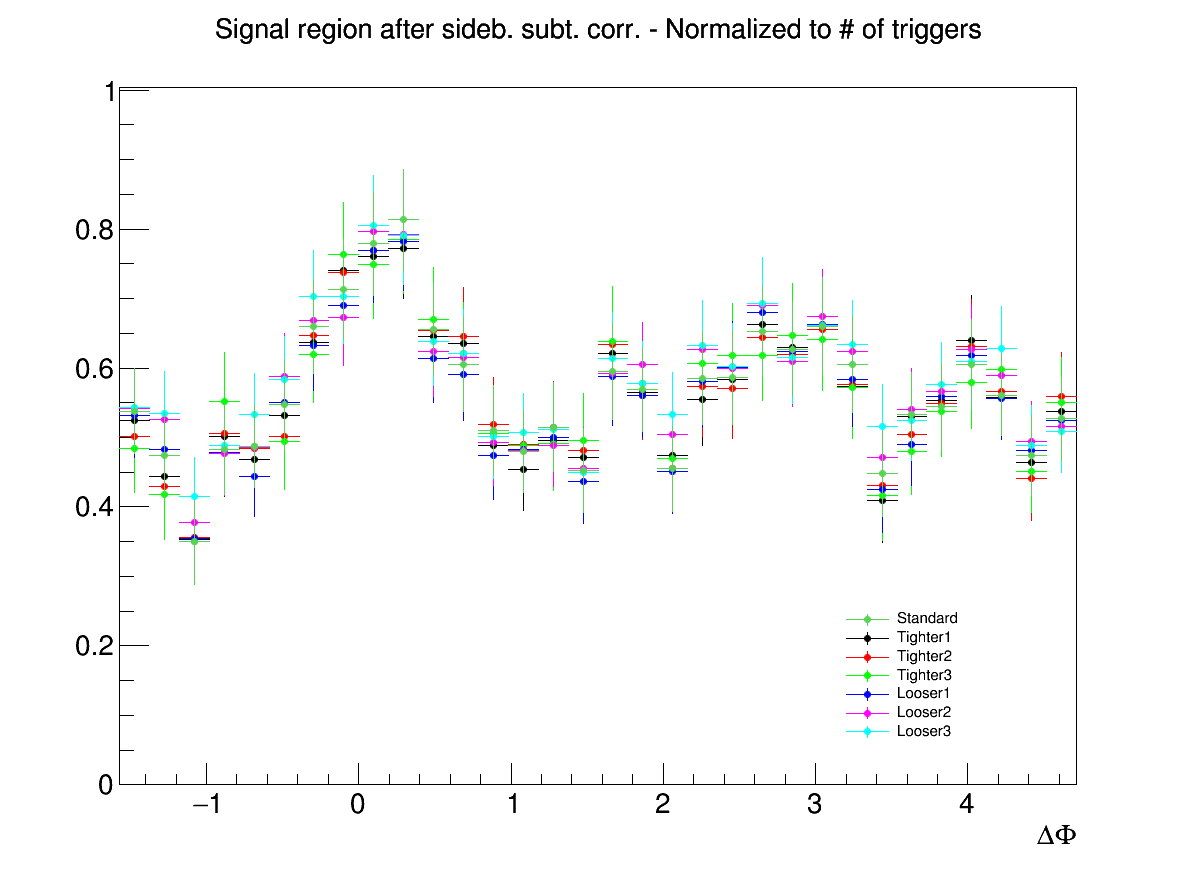 Signal region after sideb. subt. corr. - Normalized to # of triggers
1
0.8
0.6
0.4
0.2
0
−1 0 1 2 3 4
ΔΦ
Standard
Tighter1
Tighter2
Tighter3
Looser1
Looser2
Looser3